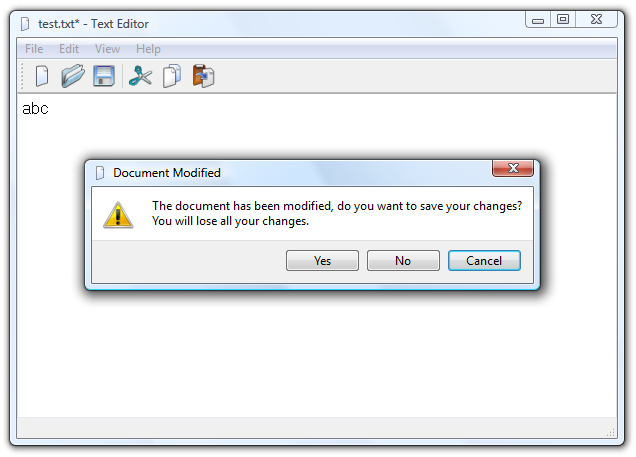 test.txt* - Text Editor
File Edit View Help
abc
Document Modified
The document has been modified, do you want to save your changes?
You will lose all your changes.
Yes No Cancel